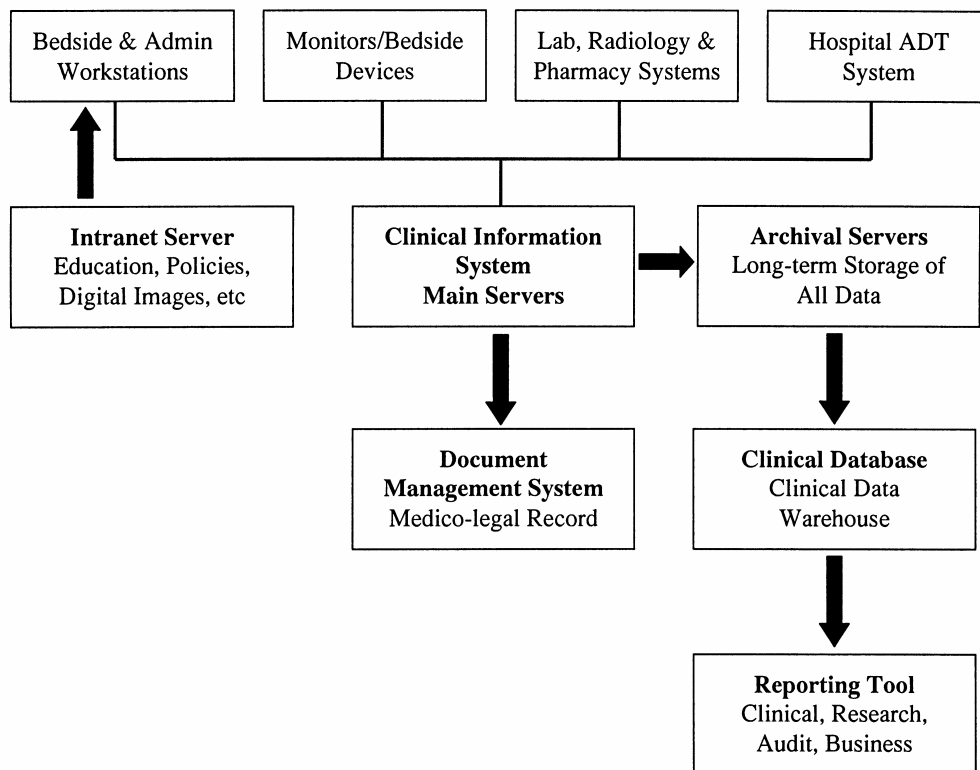 Bedside & Admin
Workstations
Monitors/Bedside
Devices
Lab, Radiology &
Pharmacy Systems
Hospital ADT
System
Intranet Server
Education, Policies,
Digital Images, etc
Clinical Information
System
Main Servers
Archival Servers
Long-term Storage of
All Data
Document
Management System
Medico-legal Record
Clinical Database
Clinical Data
Warehouse
Reporting Tool
Clinical, Research,
Audit, Business